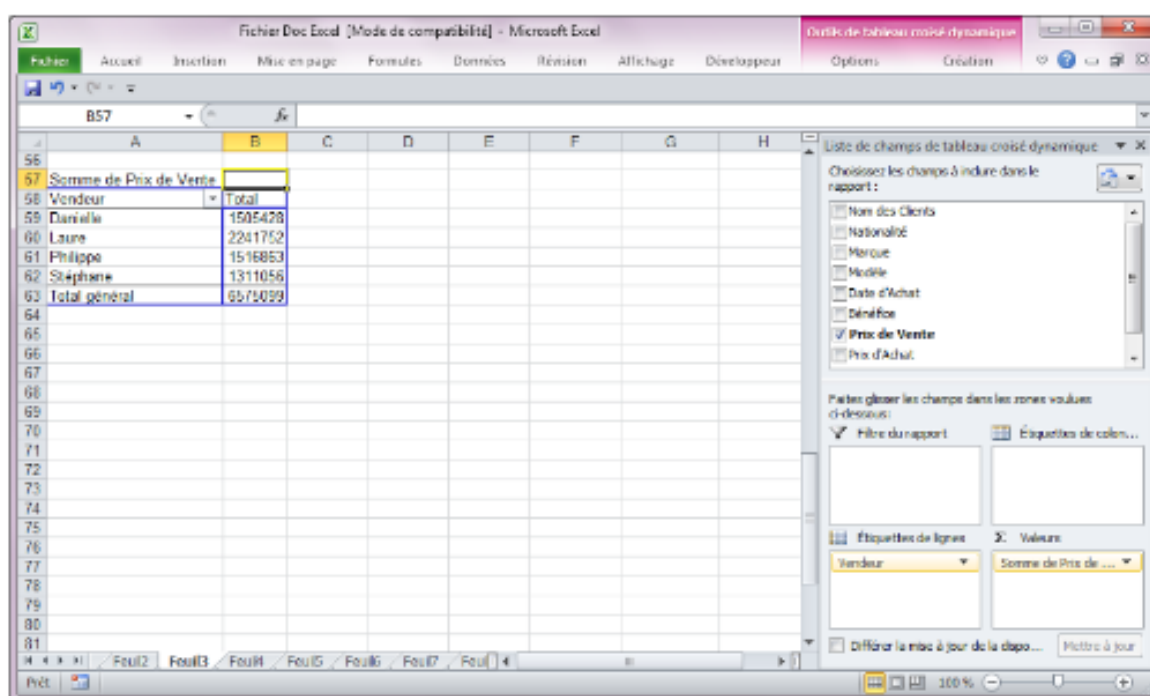 Fichier Doc Excel [Mode de compatibilité] - Microsoft Excel
Outils de tableau croisé dynamique
Fichier Accueil Insertion Mise en page Formules Données Révision Affichage Développeur Options Création
B57 fx
A B C D E F G H
56
57 Somme de Prix de Vente
58 Vendeur Total
59 Danielle 1505428
60 Laure 2241752
61 Philippe 1516863
62 Stéphane 1311056
63 Total général 6575099
64
65
66
67
68
69
70
71
72
73
74
75
76
77
78
79
80
81
Liste de champs de tableau croisé dynamique
Choisissez les champs à inclure dans le
rapport :
Nom des Clients
Nationalité
Marque
Modèle
Date d'Achat
Bénéfice
Prix de Vente
Prix d'Achat
Faites glisser les champs dans les zones voulues
ci-dessous:
Filtre du rapport Étiquettes de colon...
Étiquettes de lignes Σ Valeurs
Vendeur Somme de Prix de ...
Différer la mise à jour de la dispo... Mettre à jour
Feuil2 Feuil3 Feuil4 Feuil5 Feuil6 Feuil7 Feuil
Prêt 100 %